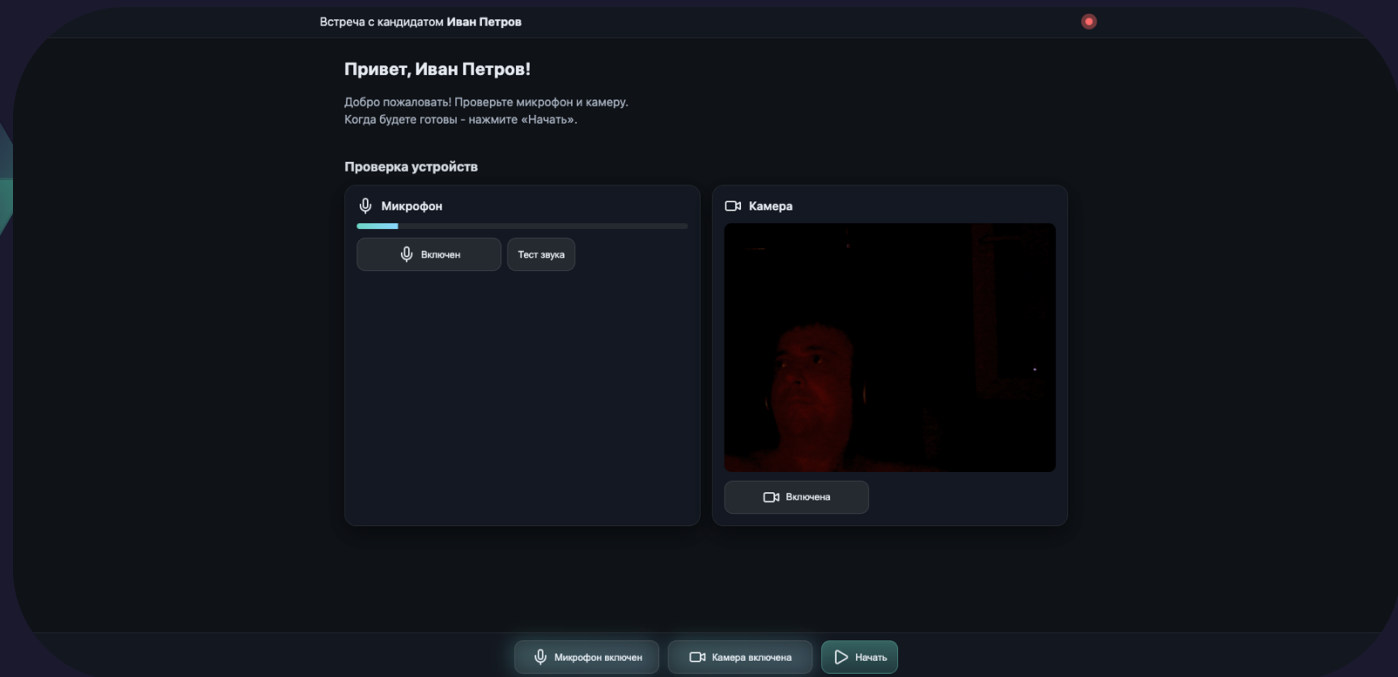 Встреча с кандидатом Иван Петров
Привет, Иван Петров!
Добро пожаловать! Проверьте микрофон и камеру.
Когда будете готовы - нажмите «Начать».
Проверка устройств
Микрофон
Включен
Тест звука
Камера
Включена
Микрофон включен
Камера включена
Начать